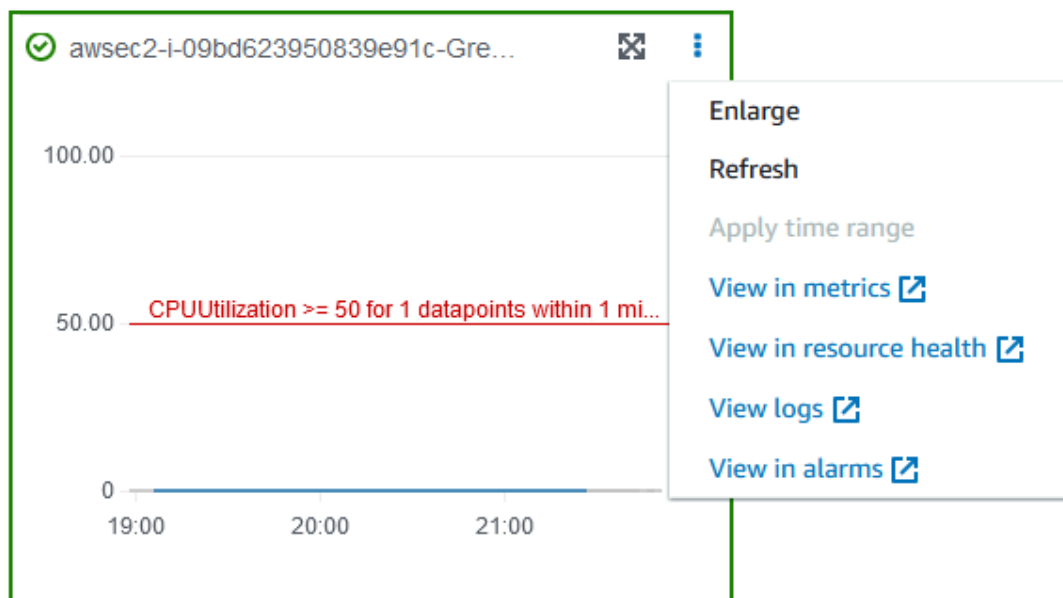 awsec2-i-09bd623950839e91c-Gre...
Enlarge
Refresh
Apply time range
View in metrics
View in resource health
View logs
View in alarms
100.00
CPUUtilization >= 50 for 1 datapoints within 1 mi...
50.00
0
19:00 20:00 21:00